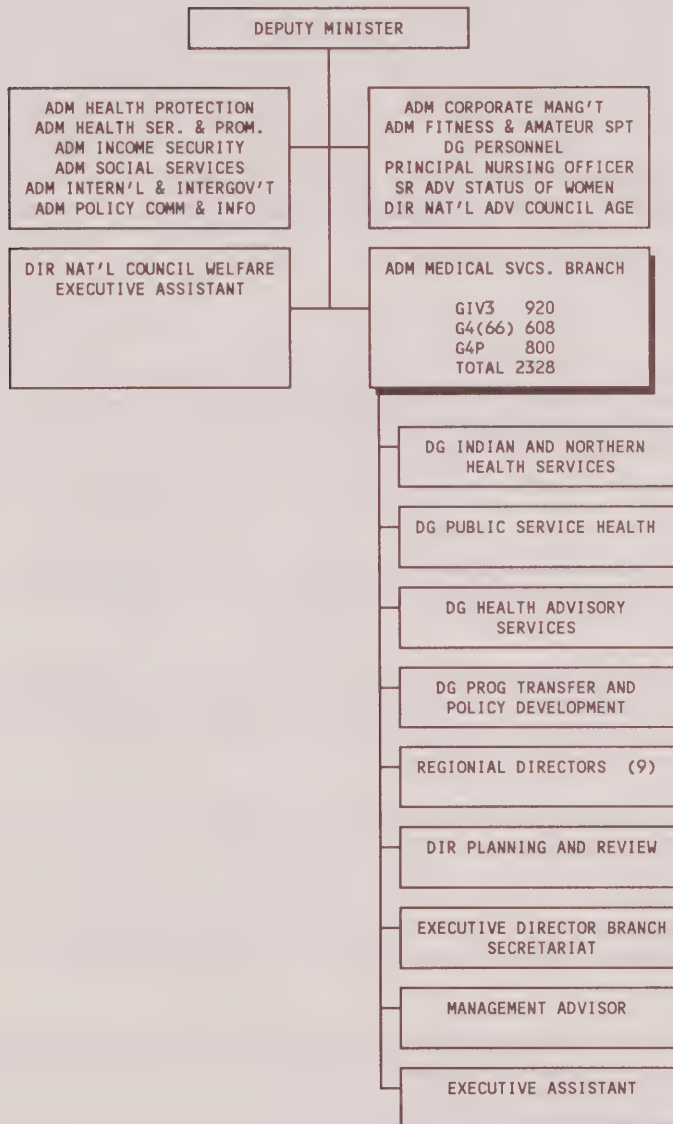 DEPUTY MINISTER
ADM HEALTH PROTECTION
ADM HEALTH SER. & PROM.
ADM INCOME SECURITY
ADM SOCIAL SERVICES
ADM INTERN'L & INTERGOV'T
ADM POLICY COMM & INFO
ADM CORPORATE MANG'T
ADM FITNESS & AMATEUR SPT
DG PERSONNEL
PRINCIPAL NURSING OFFICER
SR ADV STATUS OF WOMEN
DIR NAT'L ADV COUNCIL AGE
DIR NAT'L COUNCIL WELFARE
EXECUTIVE ASSISTANT
ADM MEDICAL SVCS. BRANCH
GIV3 920
G4(66) 608
G4P 800
TOTAL 2328
DG INDIAN AND NORTHERN
HEALTH SERVICES
DG PUBLIC SERVICE HEALTH
DG HEALTH ADVISORY
SERVICES
DG PROG TRANSFER AND
POLICY DEVELOPMENT
REGIONIAL DIRECTORS (9)
DIR PLANNING AND REVIEW
EXECUTIVE DIRECTOR BRANCH
SECRETARIAT
MANAGEMENT ADVISOR
EXECUTIVE ASSISTANT